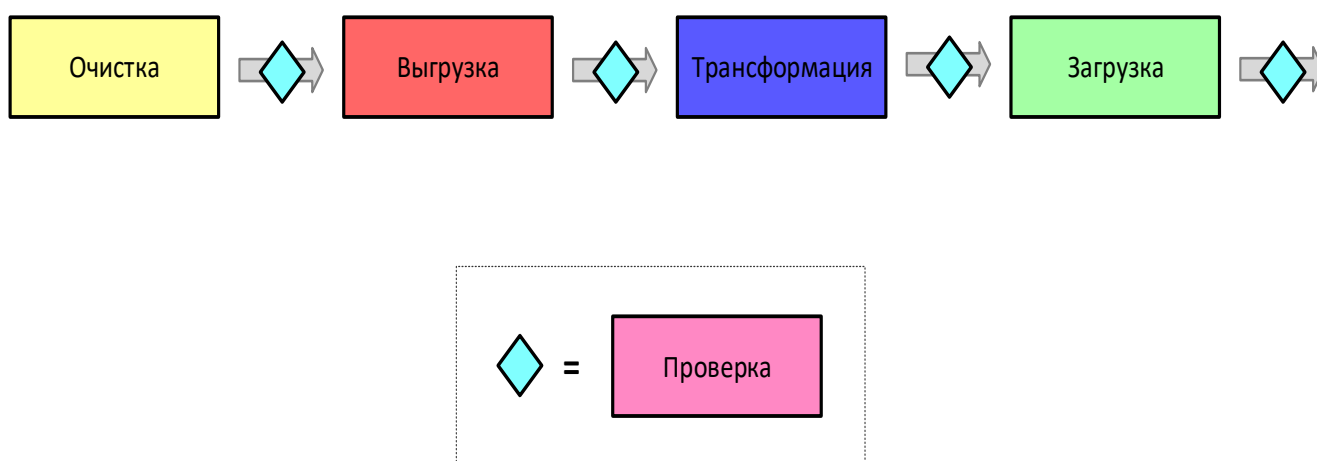 Очистка
Выгрузка
Трансформация
Загрузка
= Проверка